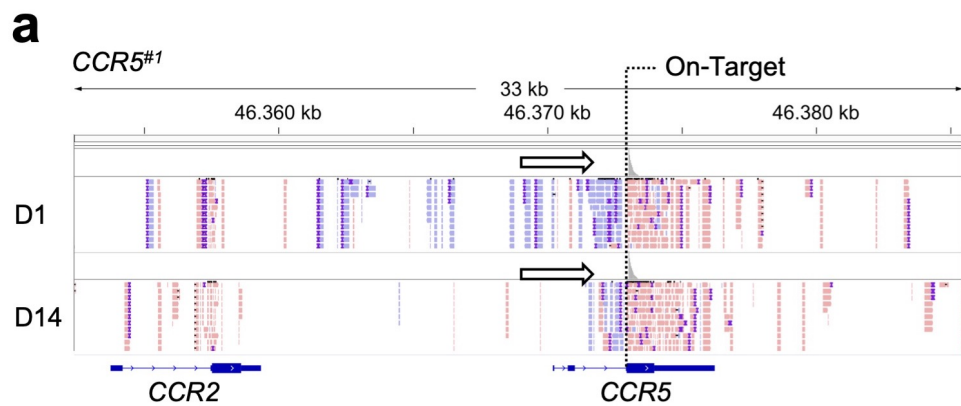 a
CCR5#1
On-Target
33 kb
46.360 kb 46.370 kb 46.380 kb
D1
D14
CCR2 CCR5